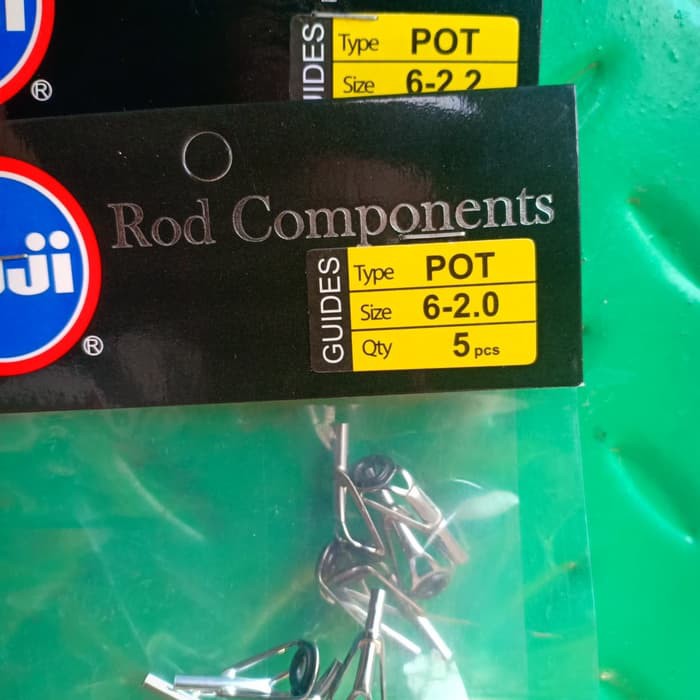 ®
GUIDES
Type POT
Size 6-2.2
Rod Components
®
GUIDES
Type POT
Size 6-2.0
Qty 5 pcs